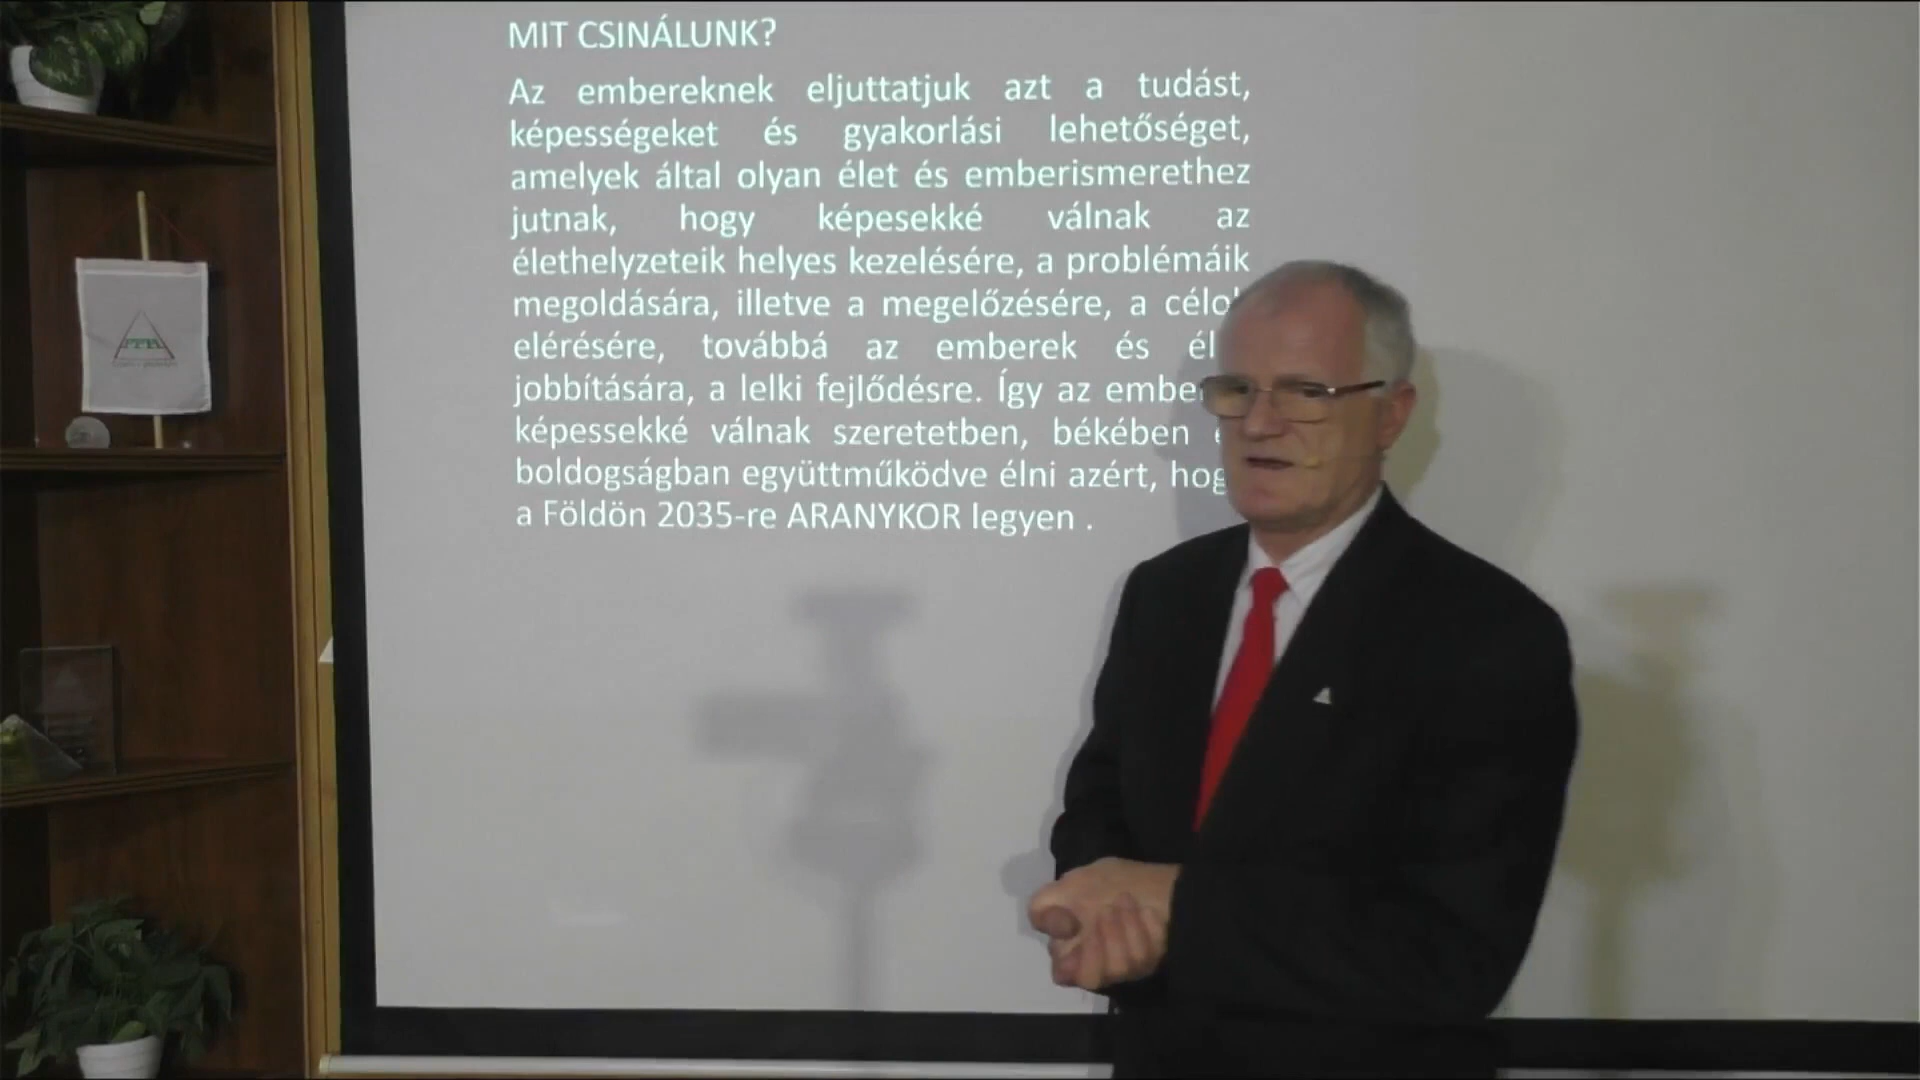 MIT CSINÁLUNK?
Az embereknek eljuttatjuk azt a tudást,
képességeket és gyakorlási lehetőséget,
amelyek által olyan élet és emberismerethez
jutnak, hogy képesekké válnak az
élethelyzeteik helyes kezelésére, a problémáik
megoldására, illetve a megelőzésére, a
elérésére, továbbá az emberek és
jobbítására, a lelki fejlődésre. Így az
képessekké válnak szeretetben, békében
boldogságban együttműködve élni azért,
a Földön 2035-re ARANYKOR legyen .